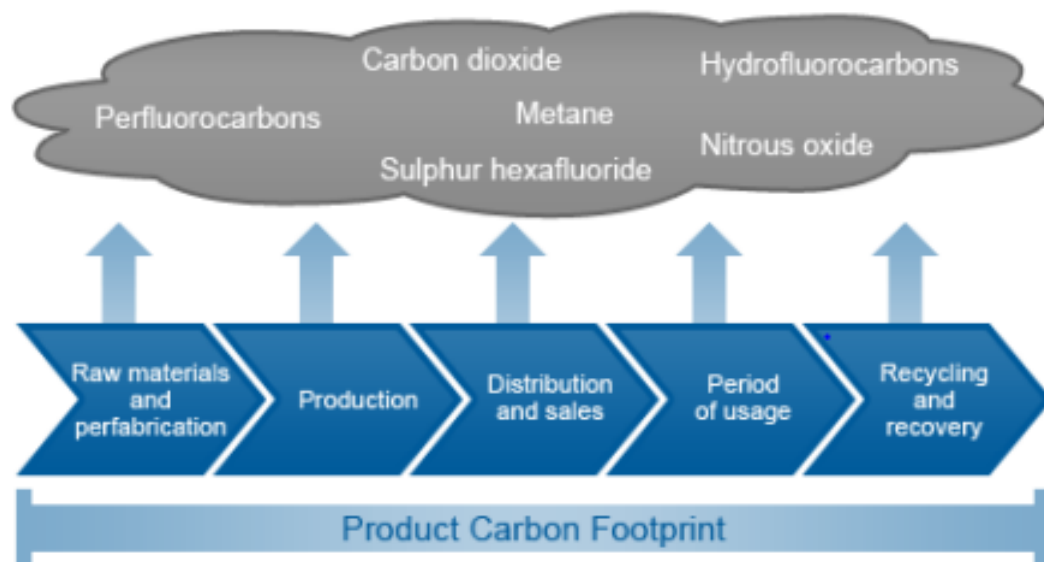 Carbon dioxide
Hydrofluorocarbons
Perfluorocarbons
Metane
Nitrous oxide
Sulphur hexafluoride
Raw materials
and
perfabrication
Production
Distribution
and sales
Period
of usage
Recycling
and
recovery
Product Carbon Footprint